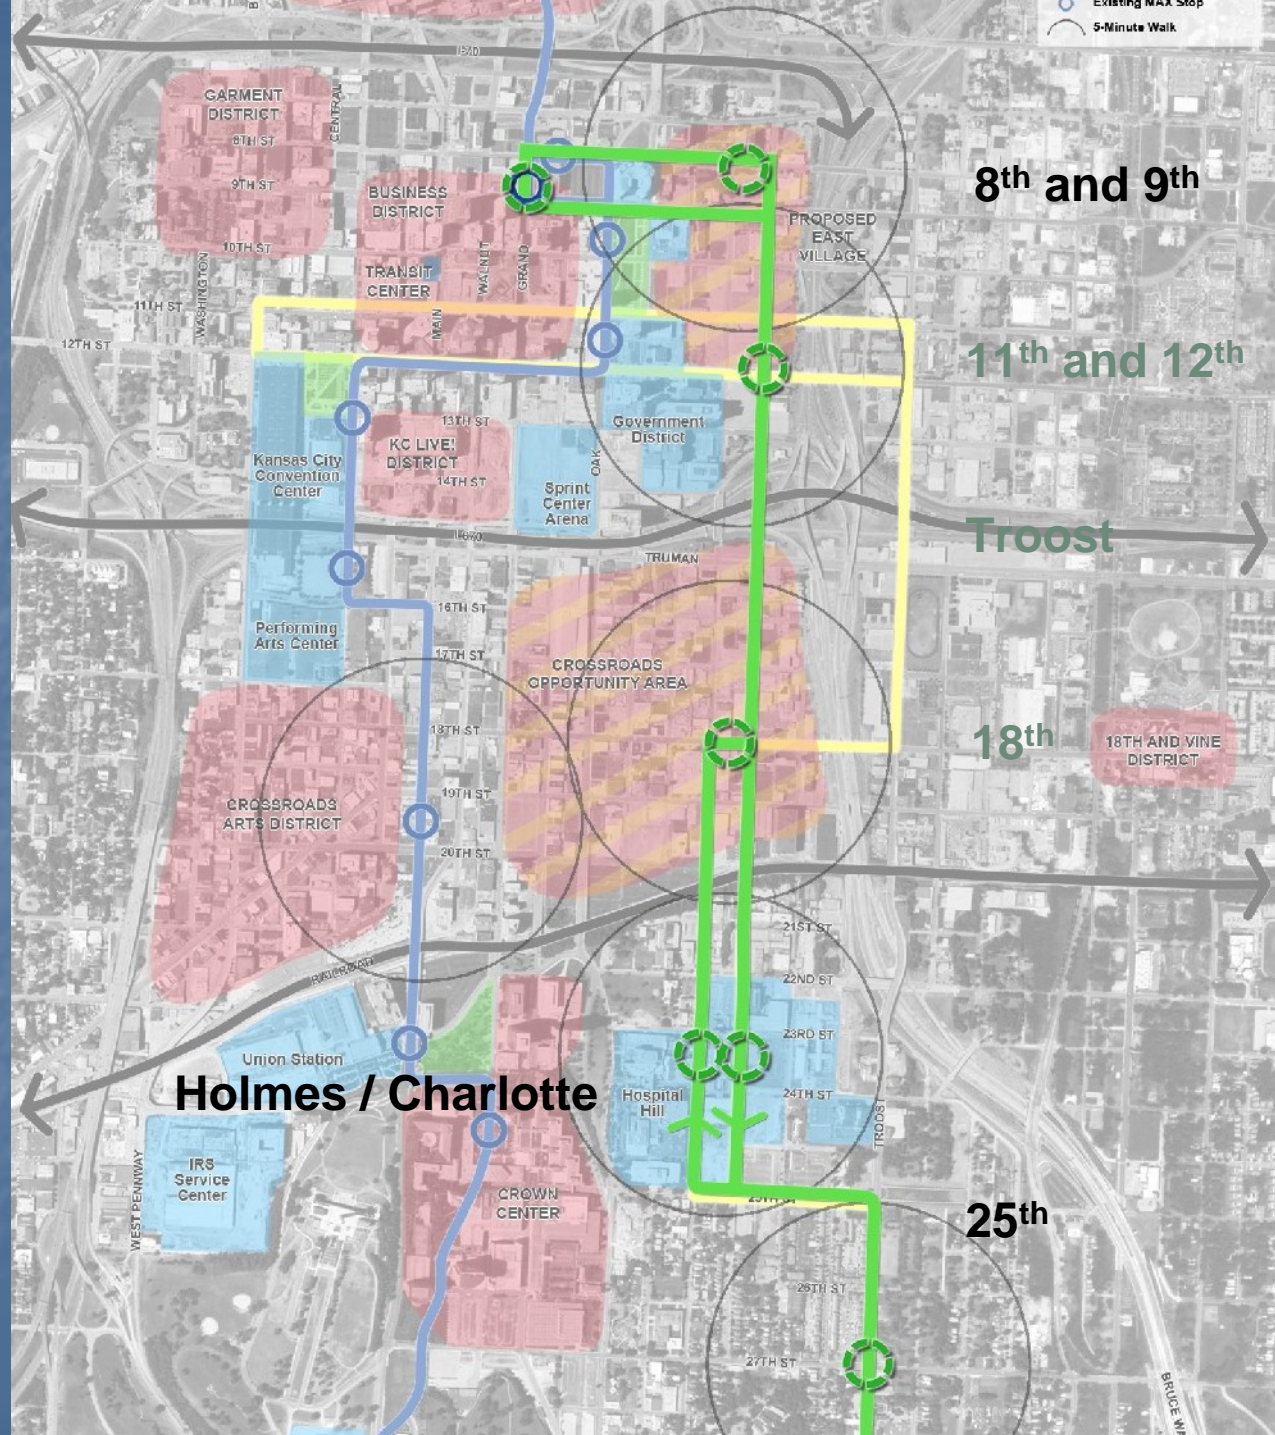 Existing MAX Stop
5-Minute Walk
I-70
GARMENT
DISTRICT
CENTRAL
8TH ST
9TH ST
BUSINESS
DISTRICT
8th and 9th
PROPOSED
EAST
VILLAGE
10TH ST
WASHINGTON
TRANSIT
CENTER
WALNUT
GRAND
MAIN
11TH ST
12TH ST
11th and 12th
13TH ST
KC LIVE!
DISTRICT
14TH ST
Government
District
OAK
Kansas City
Convention
Center
Sprint
Center
Arena
I-670
Troost
TRUMAN
16TH ST
Performing
Arts Center
17TH ST
CROSSROADS
OPPORTUNITY AREA
18TH ST
18th
18TH AND VINE
DISTRICT
19TH ST
CROSSROADS
ARTS DISTRICT
20TH ST
21ST ST
RAILROAD
22ND ST
23RD ST
Union Station
Holmes / Charlotte
Hospital
Hill
24TH ST
TROOST
IRS
Service
Center
WEST PENNWAY
CROWN
CENTER
25TH ST
25th
26TH ST
27TH ST